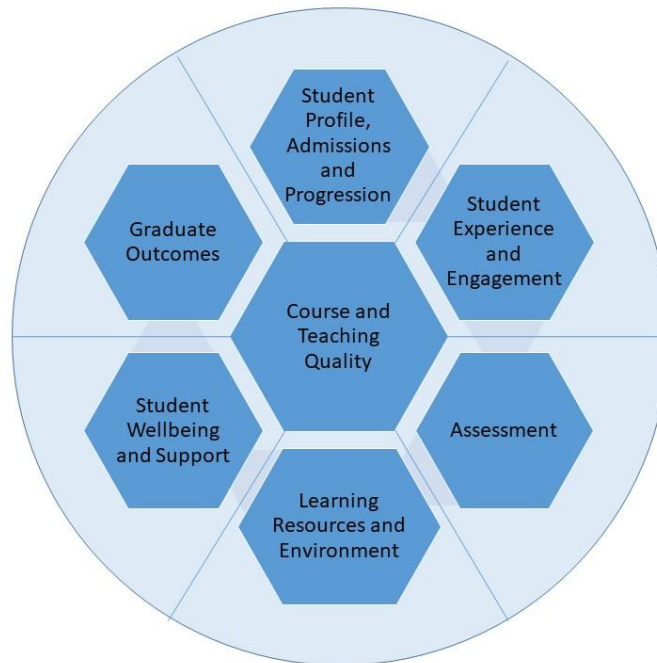 Student
Profile,
Admissions
and
Progression
Student
Experience
and
Engagement
Assessment
Learning
Resources and
Environment
Student
Wellbeing
and Support
Graduate
Outcomes
Course and
Teaching
Quality